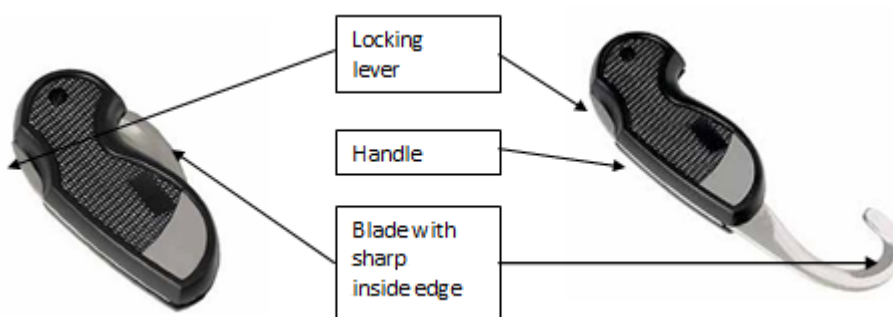 Locking
lever
Handle
Blade with
sharp
inside edge